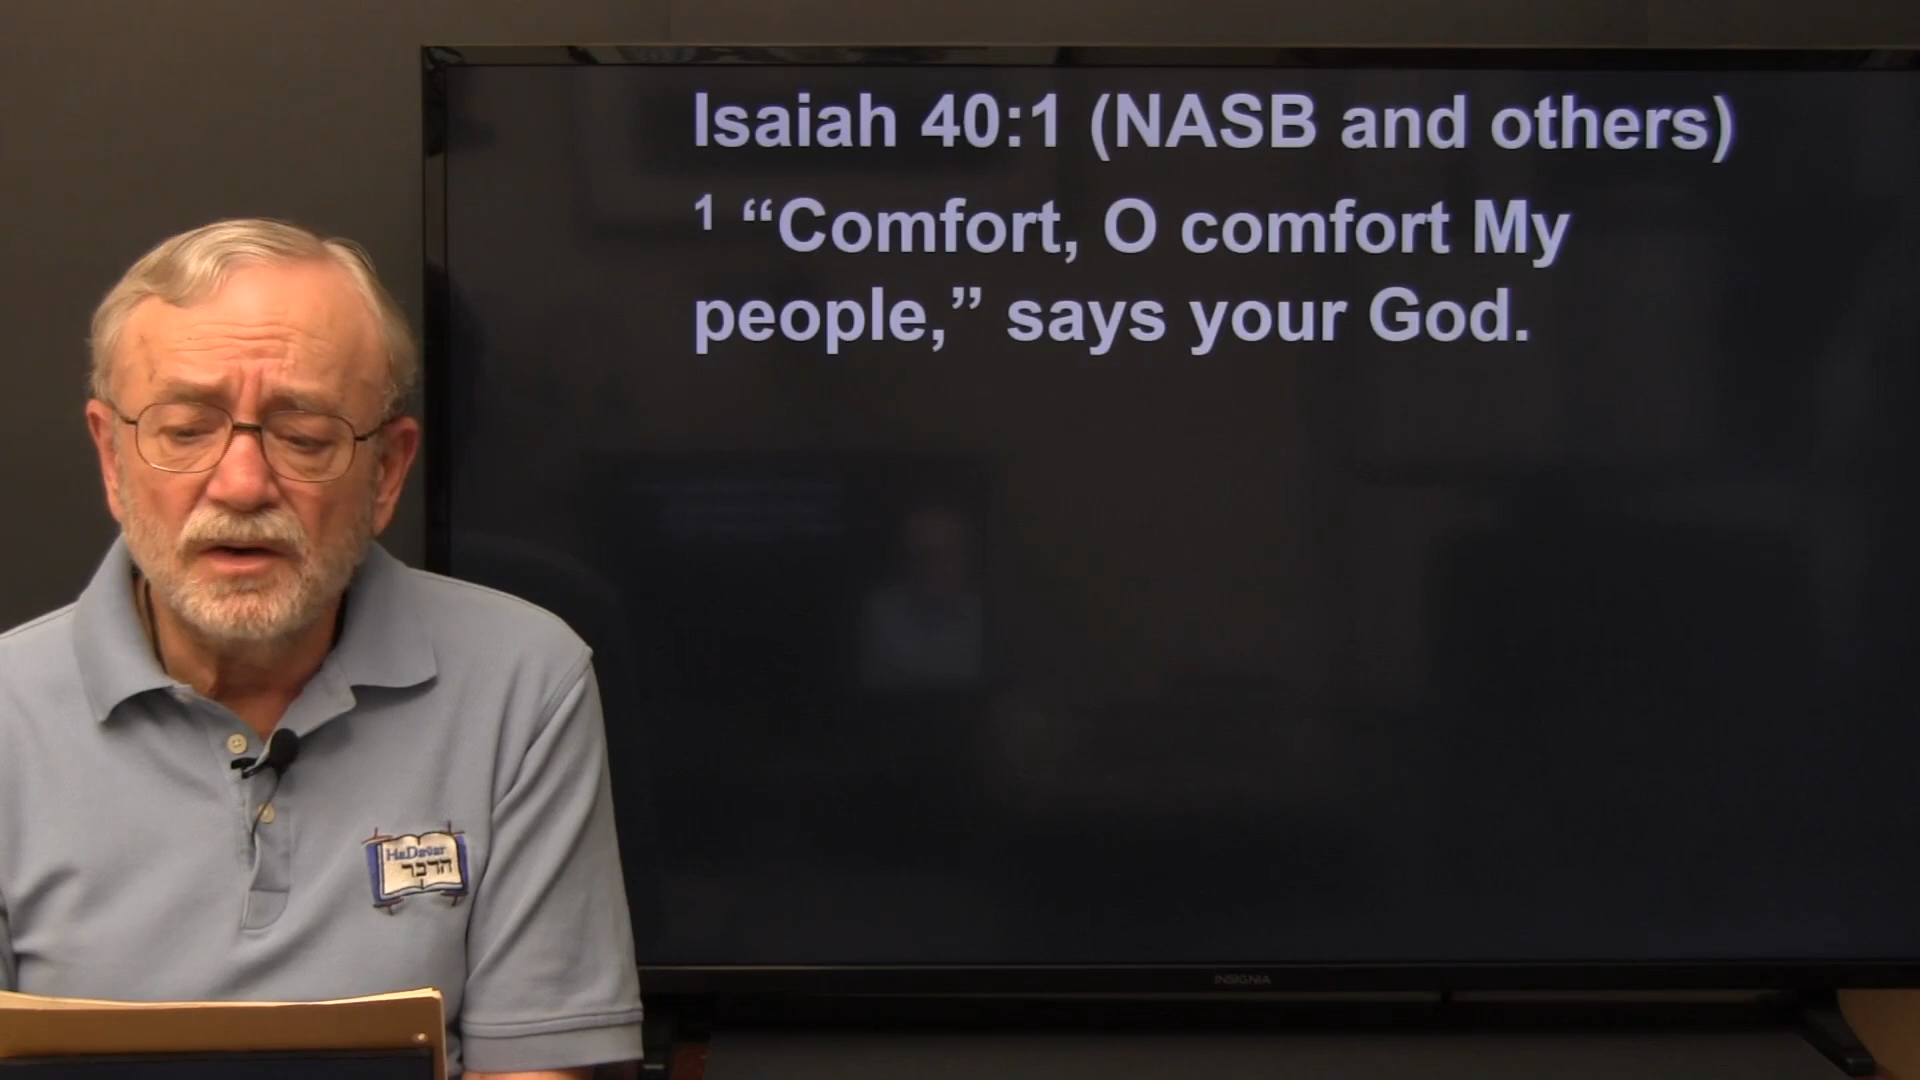 Isaiah 40:1 (NASB and others)
1 “Comfort, O comfort My
people,” says your God.
HaDavar
הדבר
INSIGNIA